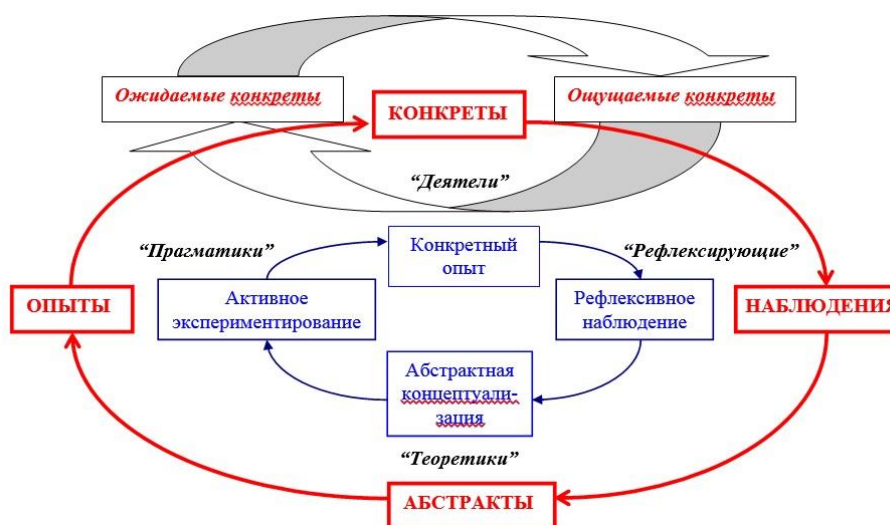 Ожидаемые конкреты
Ощущаемые конкреты
КОНКРЕТЫ
“Деятели”
“Прагматики”
Конкретный
опыт
“Рефлексирующие”
ОПЫТЫ
Активное
экспериментирование
Рефлексивное
наблюдение
НАБЛЮДЕНИЯ
Абстрактная
концептуали-
зация
“Теоретики”
АБСТРАКТЫ